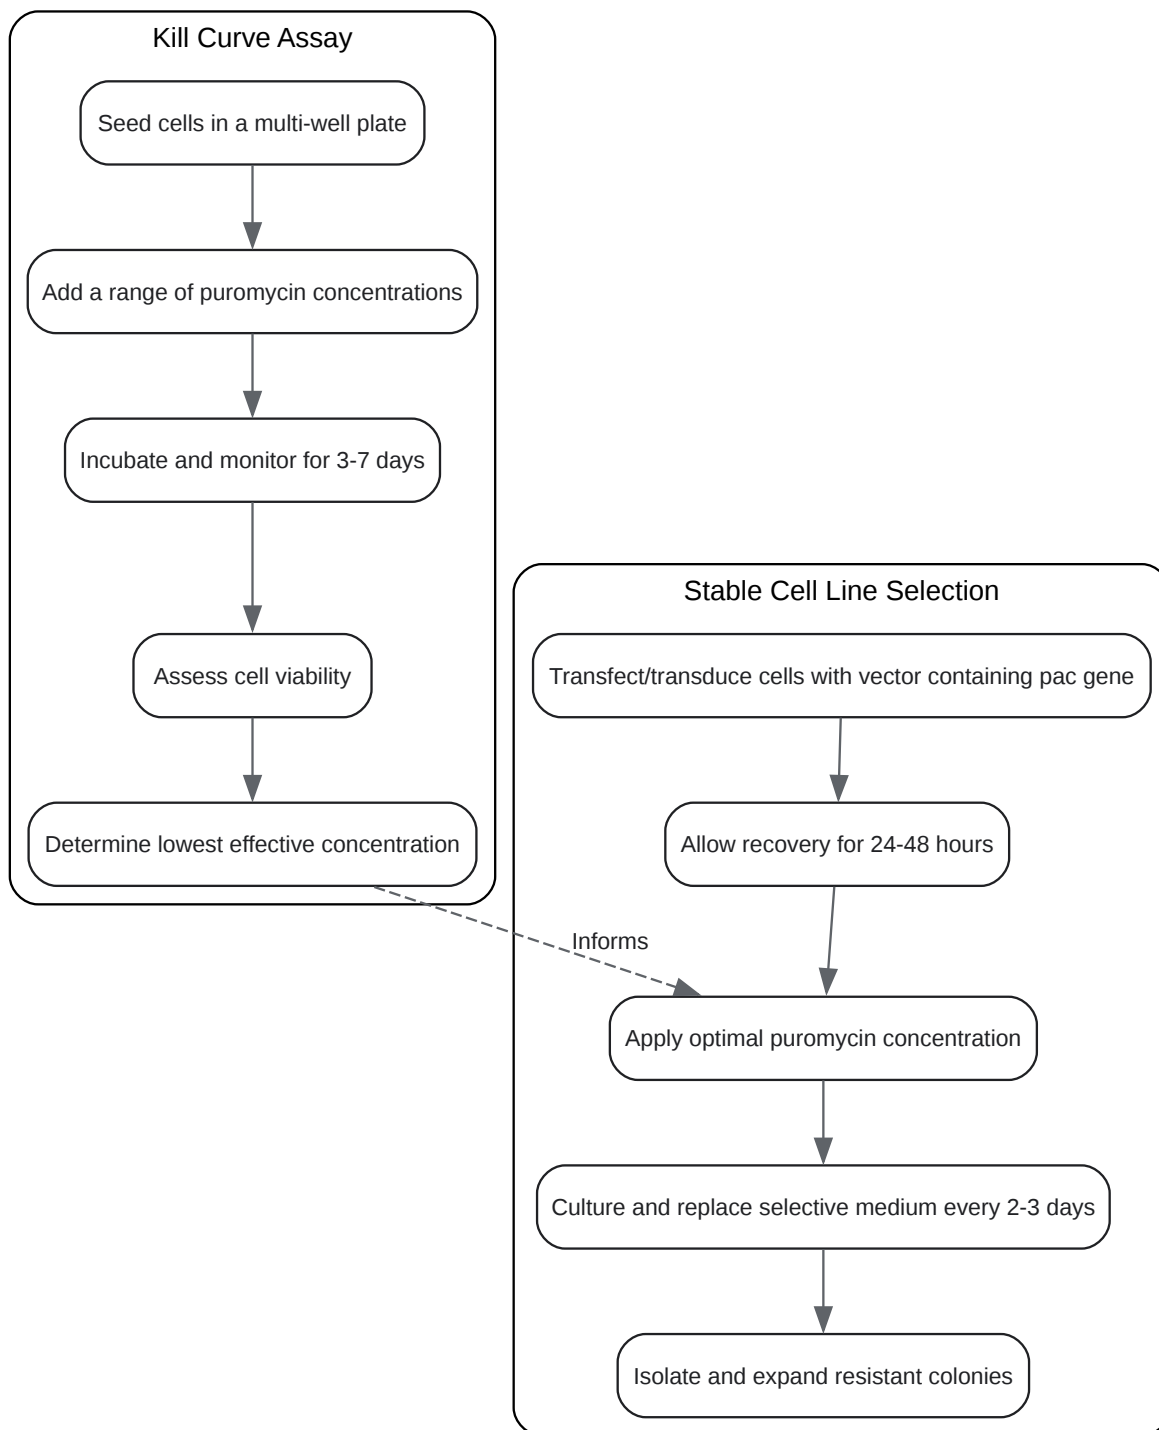 Kill Curve Assay
Seed cells in a multi-well plate
Add a range of puromycin concentrations
Incubate and monitor for 3-7 days
Assess cell viability
Determine lowest effective concentration
Informs
Stable Cell Line Selection
Transfect/transduce cells with vector containing pac gene
Allow recovery for 24-48 hours
Apply optimal puromycin concentration
Culture and replace selective medium every 2-3 days
Isolate and expand resistant colonies